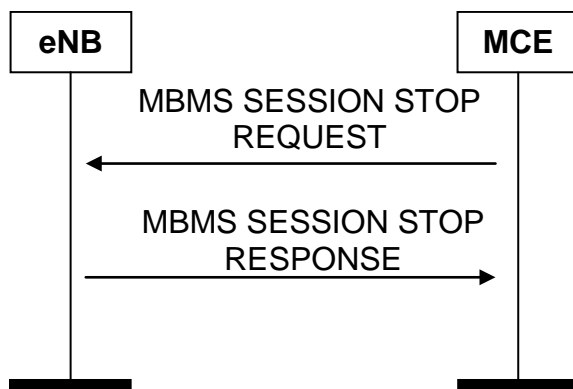 eNB
MCE
MBMS SESSION STOP
REQUEST
MBMS SESSION STOP
RESPONSE